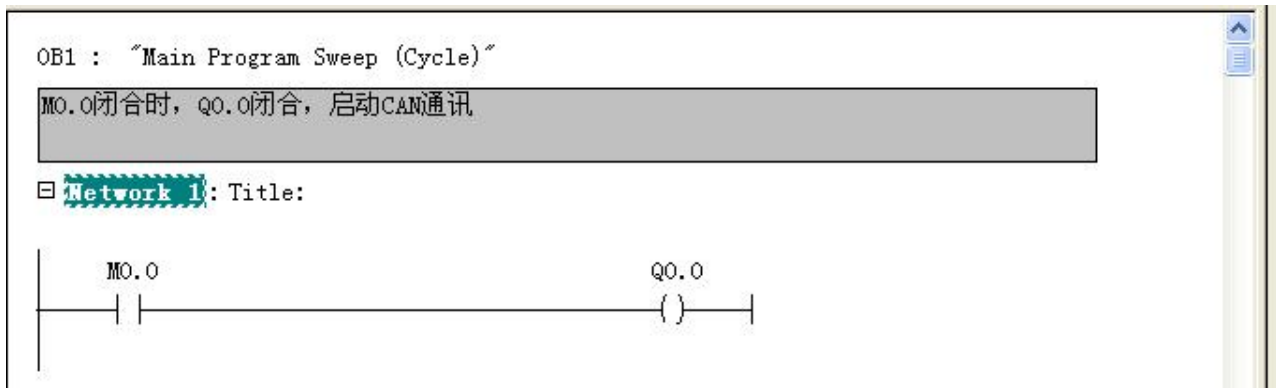 OB1 : "Main Program Sweep (Cycle)"
M0.0闭合时，Q0.0闭合，启动CAN通讯
Network 1: Title:
M0.0 Q0.0